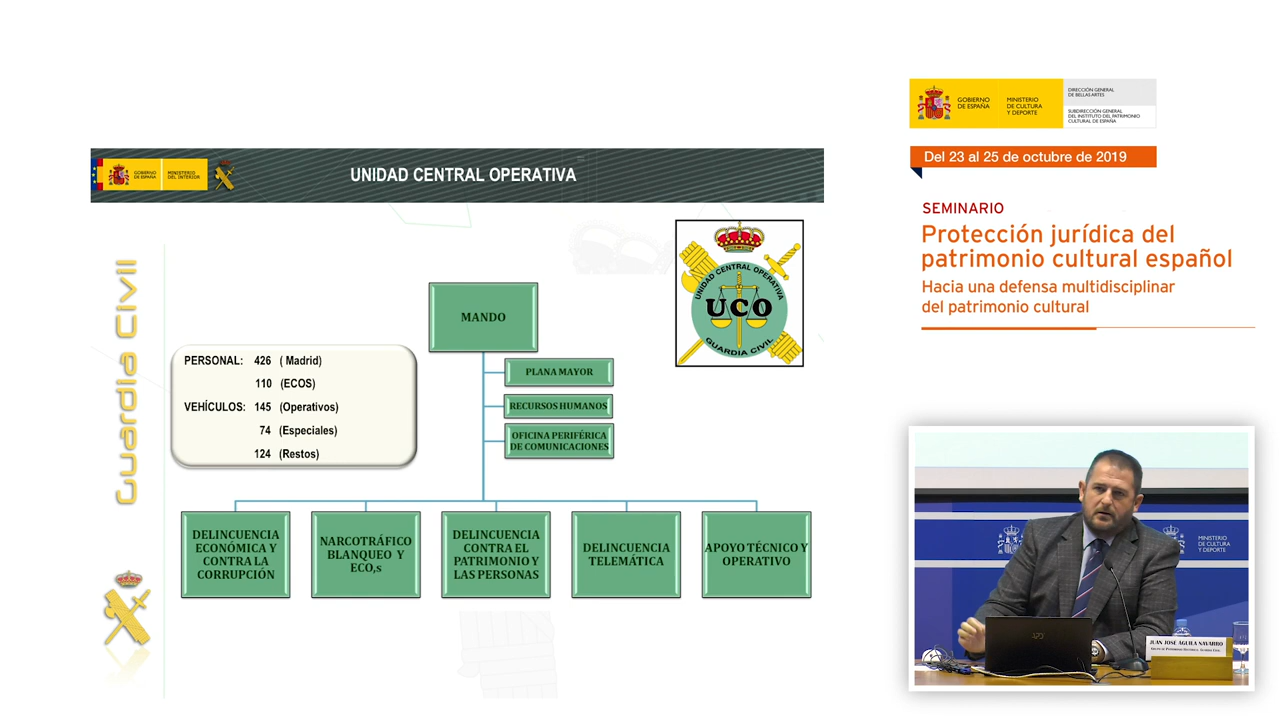 GOBIERNO
DE ESPAÑA
MINISTERIO
DEL INTERIOR
UNIDAD CENTRAL OPERATIVA
Guardia Civil
UNIDAD CENTRAL OPERATIVA
UCO
GUARDIA CIVIL
MANDO
PLANA MAYOR
RECURSOS HUMANOS
OFICINA PERIFÉRICA
DE COMUNICACIONES
PERSONAL: 426 ( Madrid)
110 (ECOS)
VEHÍCULOS: 145 (Operativos)
74 (Especiales)
124 (Restos)
DELINCUENCIA
ECONÓMICA Y
CONTRA LA
CORRUPCIÓN
NARCOTRÁFICO
BLANQUEO Y
ECO,s
DELINCUENCIA
CONTRA EL
PATRIMONIO Y
LAS PERSONAS
DELINCUENCIA
TELEMÁTICA
APOYO TÉCNICO Y
OPERATIVO
GOBIERNO
DE ESPAÑA
MINISTERIO
DE CULTURA
Y DEPORTE
DIRECCIÓN GENERAL
DE BELLAS ARTES
SUBDIRECCIÓN GENERAL
DEL INSTITUTO DEL PATRIMONIO
CULTURAL DE ESPAÑA
Del 23 al 25 de octubre de 2019
SEMINARIO
Protección jurídica del
patrimonio cultural español
Hacia una defensa multidisciplinar
del patrimonio cultural
MINISTERIO
DE CULTURA
Y DEPORTE
JUAN JOSÉ ÁGUILA NAVARRO